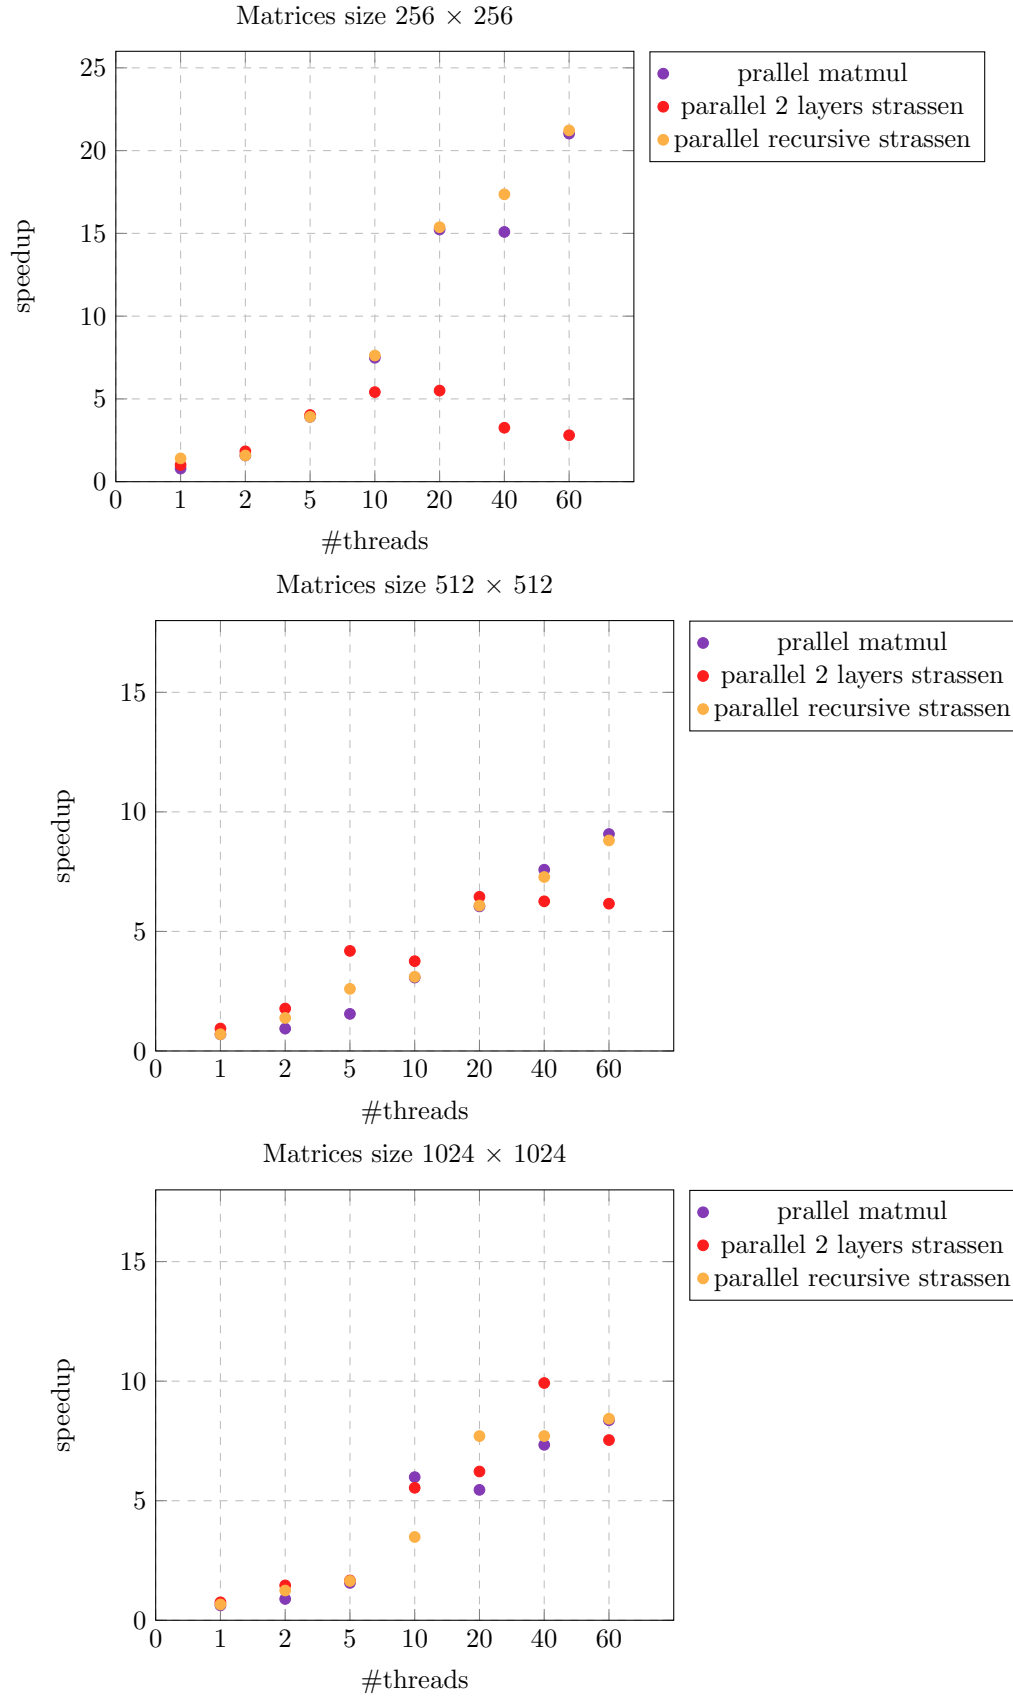 Matrices size 256 × 256
25
20
15
10
5
0
speedup
0 1 2 5 10 20 40 60
#threads
prallel matmul
parallel 2 layers strassen
parallel recursive strassen
Matrices size 512 × 512
15
10
5
0
speedup
0 1 2 5 10 20 40 60
#threads
prallel matmul
parallel 2 layers strassen
parallel recursive strassen
Matrices size 1024 × 1024
15
10
5
0
speedup
0 1 2 5 10 20 40 60
#threads
prallel matmul
parallel 2 layers strassen
parallel recursive strassen